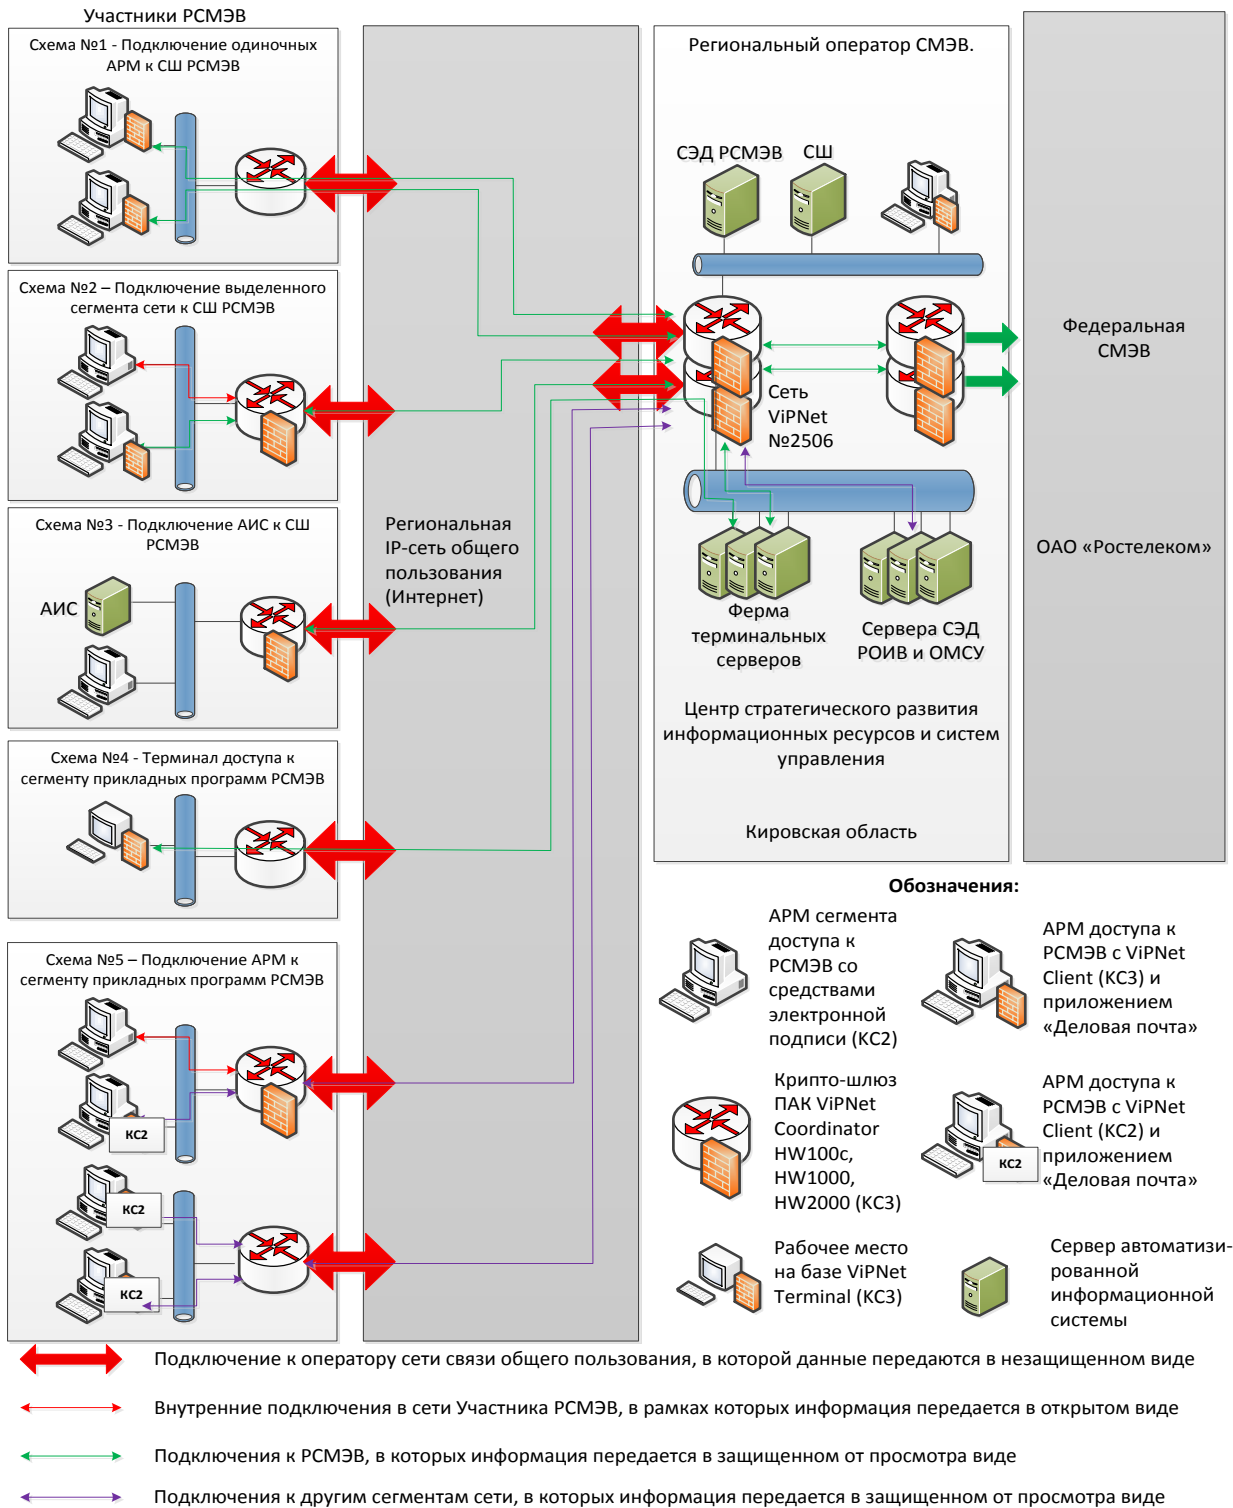 Участники РСМЭВ
Схема №1 - Подключение одиночных
АРМ к СШ РСМЭВ
Схема №2 – Подключение выделенного
сегмента сети к СШ РСМЭВ
Схема №3 - Подключение АИС к СШ
РСМЭВ
АИС
Схема №4 - Терминал доступа к
сегменту прикладных программ РСМЭВ
Схема №5 – Подключение АРМ к
сегменту прикладных программ РСМЭВ
КС2
КС2
КС2
Региональная
IP-сеть общего
пользования
(Интернет)
Региональный оператор СМЭВ.
СЭД РСМЭВ
СШ
Сеть
ViPNet
№2506
Ферма
терминальных
серверов
Сервера СЭД
РОИВ и ОМСУ
Центр стратегического развития
информационных ресурсов и систем
управления
Кировская область
Федеральная
СМЭВ
ОАО «Ростелеком»
Обозначения:
АРМ сегмента
доступа к
РСМЭВ со
средствами
электронной
подписи (КС2)
АРМ доступа к
РСМЭВ с ViPNet
Client (КС3) и
приложением
«Деловая почта»
Крипто-шлюз
ПАК ViPNet
Coordinator
HW100c,
HW1000,
HW2000 (КС3)
КС2
АРМ доступа к
РСМЭВ с ViPNet
Client (КС2) и
приложением
«Деловая почта»
Рабочее место
на базе ViPNet
Terminal (КС3)
Сервер автоматизи-
рованной
информационной
системы
Подключение к оператору сети связи общего пользования, в которой данные передаются в незащищенном виде
Внутренние подключения в сети Участника РСМЭВ, в рамках которых информация передается в открытом виде
Подключения к РСМЭВ, в которых информация передается в защищенном от просмотра виде
Подключения к другим сегментам сети, в которых информация передается в защищенном от просмотра виде